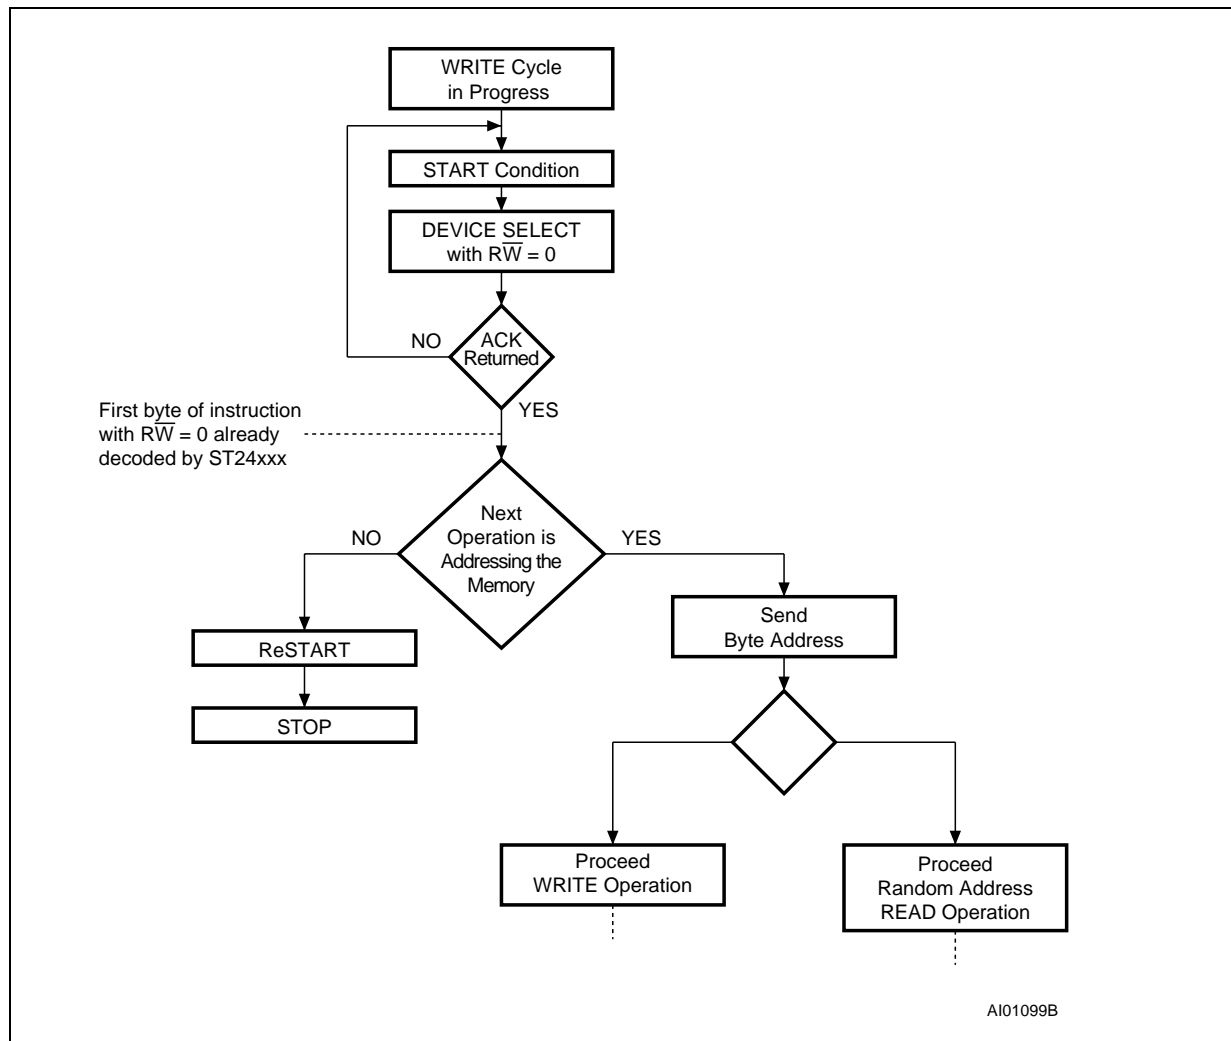 WRITE Cycle
in Progress
START Condition
DEVICE SELECT
with RW̅ = 0
NO
ACK
Returned
YES
First byte of instruction
with RW̅ = 0 already
decoded by ST24xxx
NO
Next
Operation is
Addressing the
Memory
YES
Send
Byte Address
ReSTART
STOP
Proceed
WRITE Operation
Proceed
Random Address
READ Operation
AI01099B